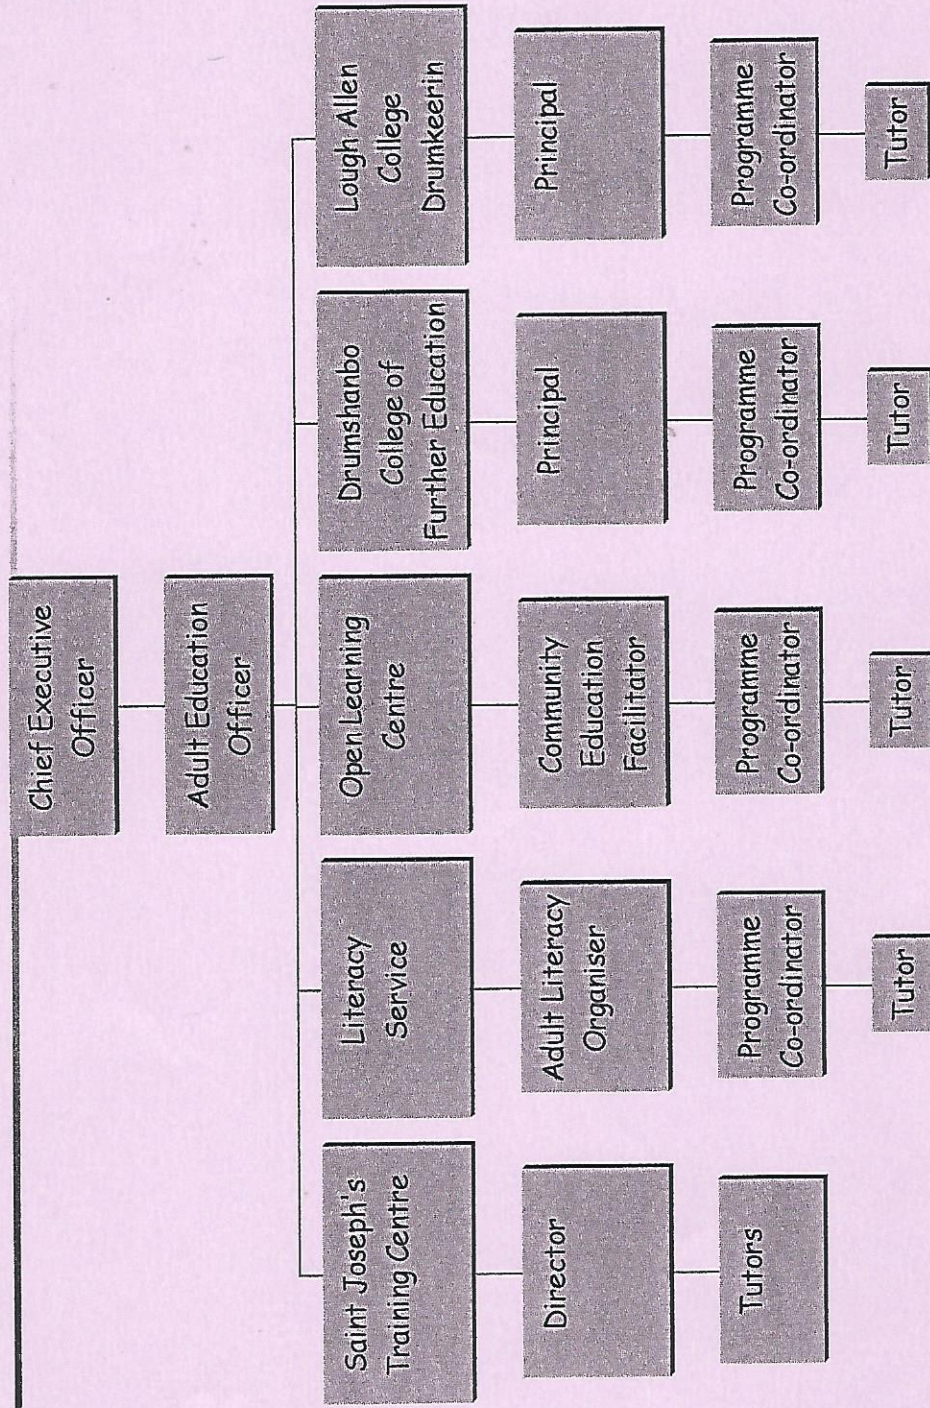 Chief Executive
Officer
Adult Education
Officer
Saint Joseph's
Training Centre
Literacy
Service
Open Learning
Centre
Drumshanbo
College of
Further Education
Lough Allen
College
Drumkeerin
Director
Adult Literacy
Organiser
Community
Education
Facilitator
Principal
Principal
Tutors
Programme
Co-ordinator
Programme
Co-ordinator
Programme
Co-ordinator
Programme
Co-ordinator
Tutor
Tutor
Tutor
Tutor